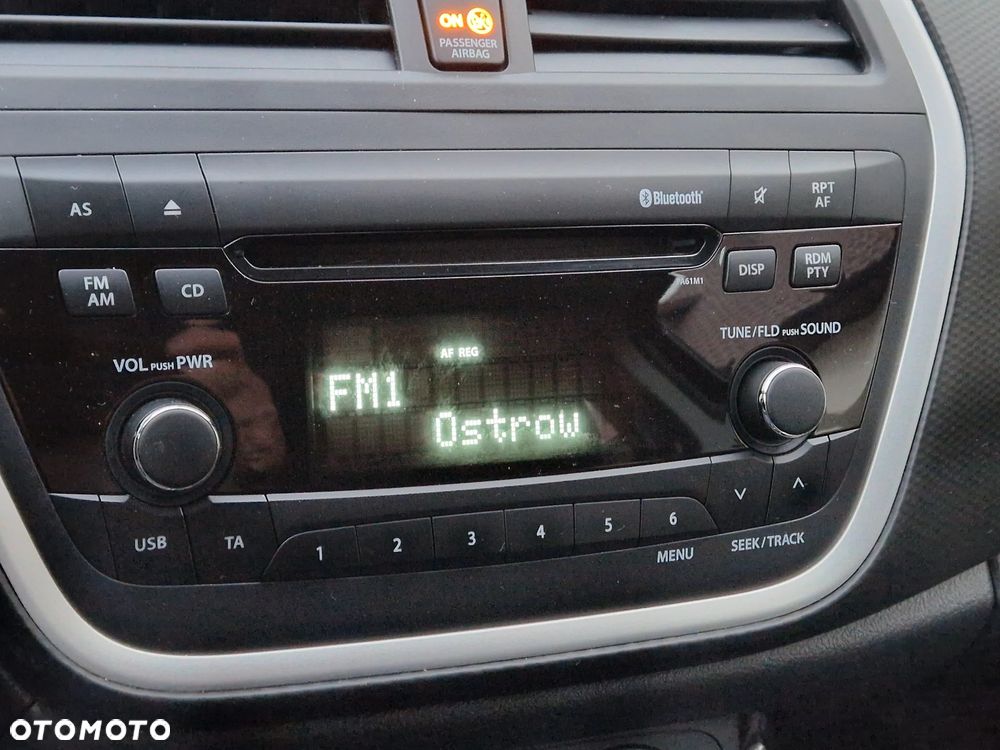 ON
PASSENGER
AIRBAG
AS
Bluetooth
RPT
AF
FM
AM
CD
DISP
RDM
PTY
A61M1
VOL PUSH PWR
TUNE/FLD PUSH SOUND
AF REG
FM1
Ostrow
USB
TA
1
2
3
4
5
6
MENU
SEEK/TRACK
OTOMOTO